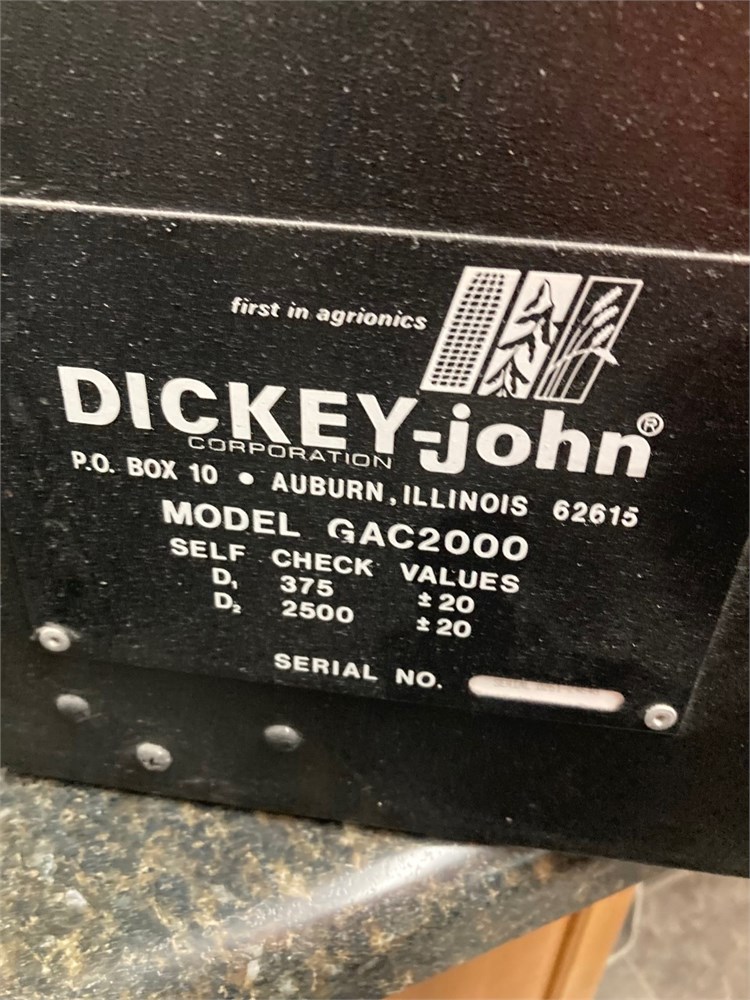 first in agrionics
DICKEY-john®
CORPORATION
P.O. BOX 10 • AUBURN, ILLINOIS 62615
MODEL GAC2000
SELF CHECK VALUES
D₁ 375 ±20
D₂ 2500 ±20
SERIAL NO.